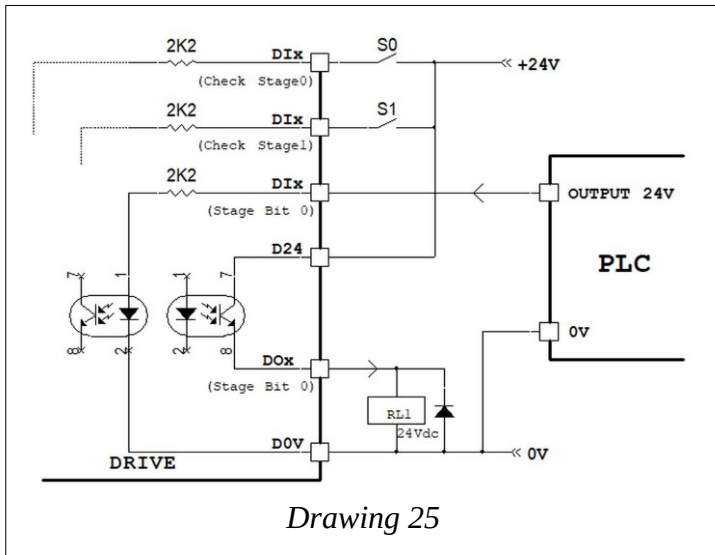 2K2 DIx S0 +24V
(Check Stage0)
2K2 DIx S1
(Check Stage1)
2K2 DIx OUTPUT 24V
(Stage Bit 0)
D24 PLC
7 1 1 7
8 2 2 8
0V
DOx
(Stage Bit 0)
RL1
24Vdc
D0V 0V
DRIVE
Drawing 25